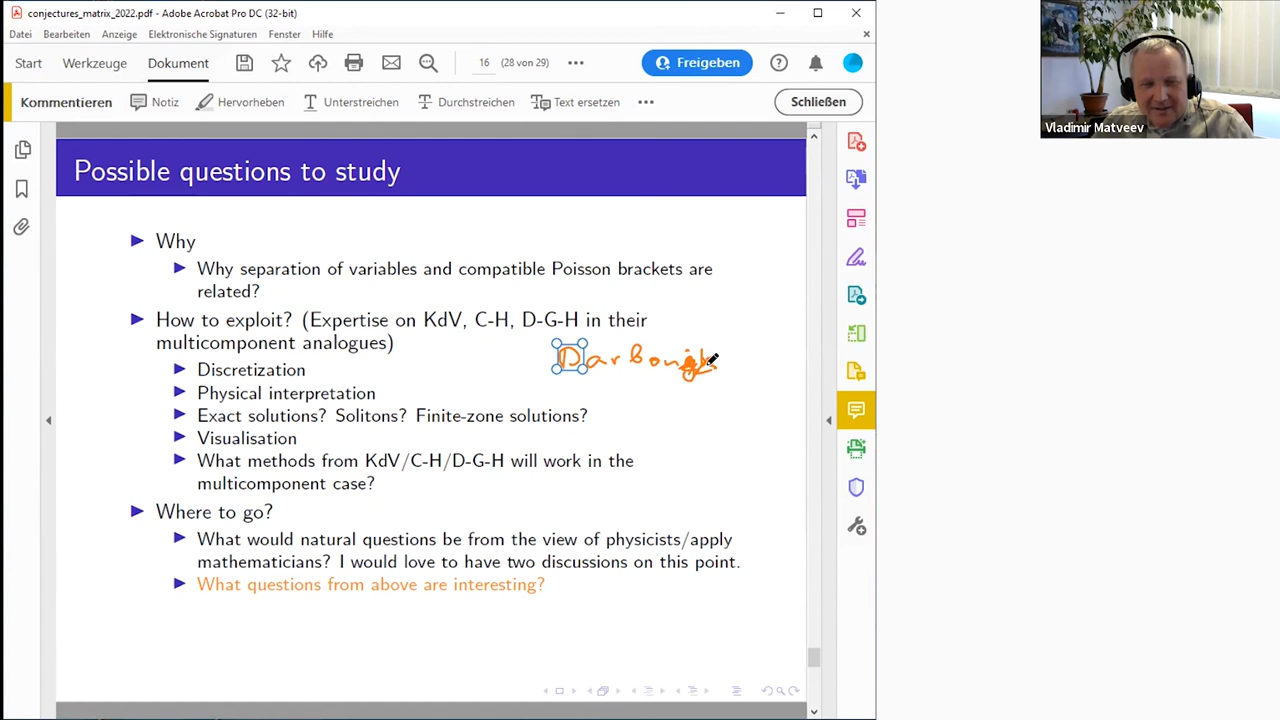 conjectures_matrix_2022.pdf - Adobe Acrobat Pro DC (32-bit)
Datei Bearbeiten Anzeige Elektronische Signaturen Fenster Hilfe
Start Werkzeuge Dokument 16 (28 von 29) Freigeben
Kommentieren Notiz Hervorheben Unterstreichen Durchstreichen Text ersetzen Schließen
Vladimir Matveev
Possible questions to study
Why
Why separation of variables and compatible Poisson brackets are
related?
How to exploit? (Expertise on KdV, C-H, D-G-H in their
multicomponent analogues)
Discretization
Physical interpretation
Exact solutions? Solitons? Finite-zone solutions?
Visualisation
What methods from KdV/C-H/D-G-H will work in the
multicomponent case?
Where to go?
What would natural questions be from the view of physicists/apply
mathematicians? I would love to have two discussions on this point.
What questions from above are interesting?